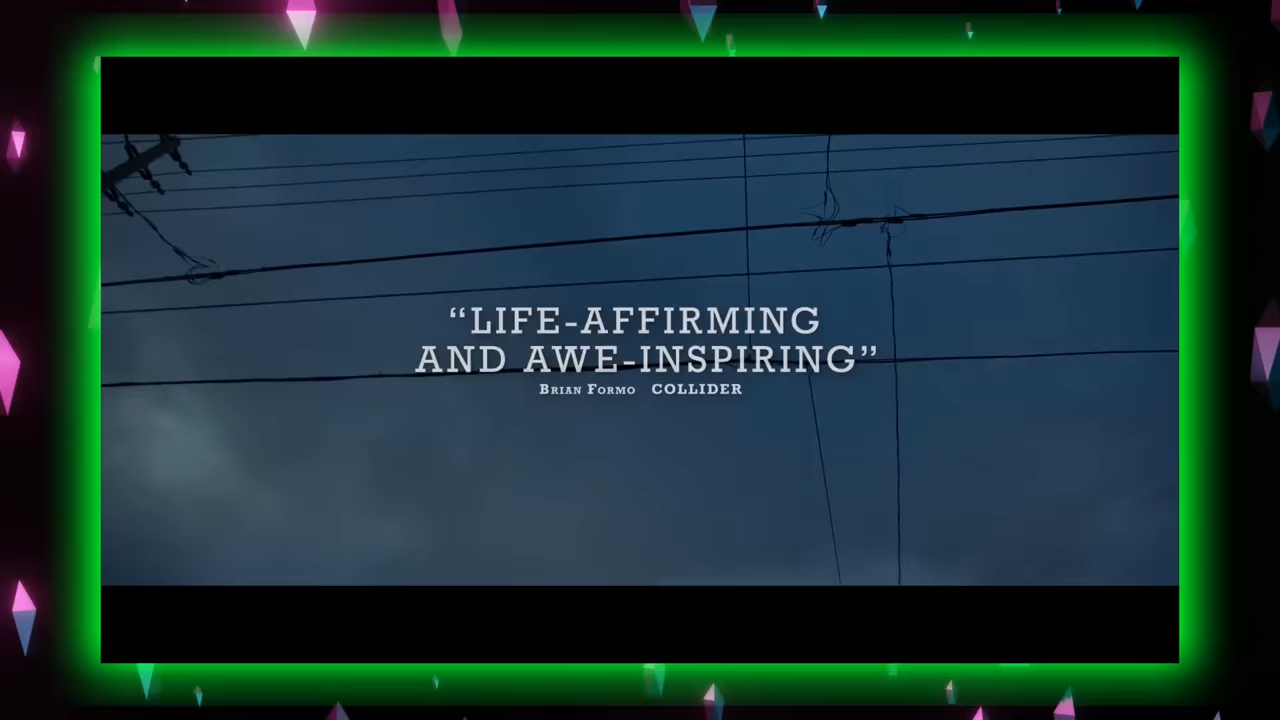 “LIFE-AFFIRMING
AND AWE-INSPIRING”
Brian Formo COLLIDER